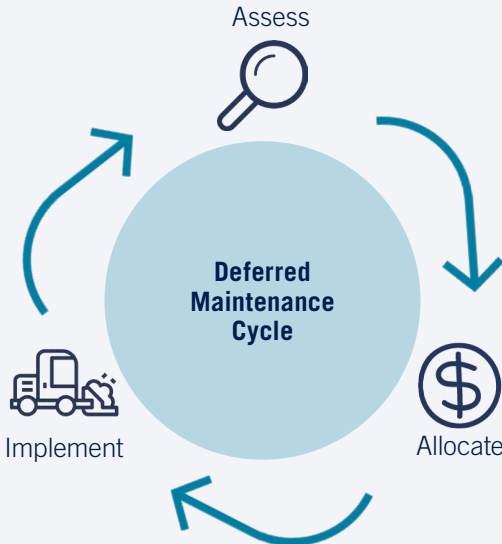 Assess
Deferred
Maintenance
Cycle
Implement
Allocate